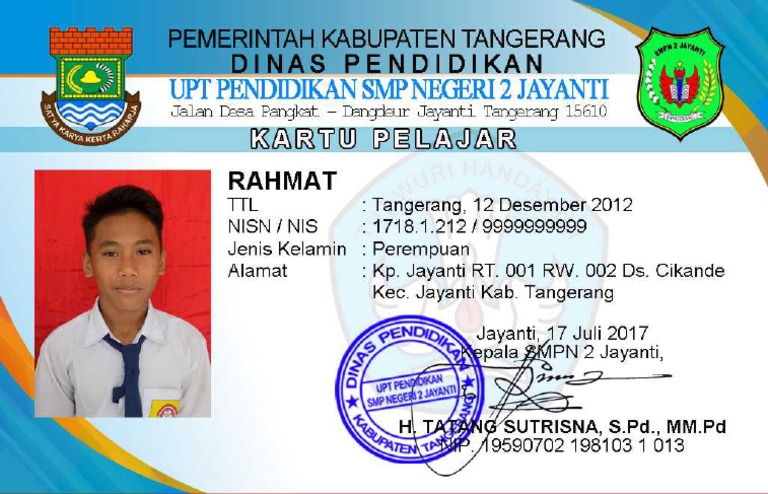 PEMERINTAH KABUPATEN TANGERANG
DINAS PENDIDIKAN
UPT PENDIDIKAN SMP NEGERI 2 JAYANTI
Jalan Desa Pangkat - Dangdeur Jayanti Tangerang 15610
KARTU PELAJAR
SATYA KARYA KERTA RAHARJA
SMPN 2 JAYANTI
TANGERANG
RAHMAT
TTL : Tangerang, 12 Desember 2012
NISN / NIS : 1718.1.212 / 9999999999
Jenis Kelamin : Perempuan
Alamat : Kp. Jayanti RT. 001 RW. 002 Ds. Cikande
Kec. Jayanti Kab. Tangerang
Jayanti, 17 Juli 2017
Kepala SMPN 2 Jayanti,
DINAS PENDIDIKAN
UPT PENDIDIKAN
SMP NEGERI 2 JAYANTI
KABUPATEN TANGERANG
H. TATANG SUTRISNA, S.Pd., MM.Pd
NIP. 19590702 198103 1 013